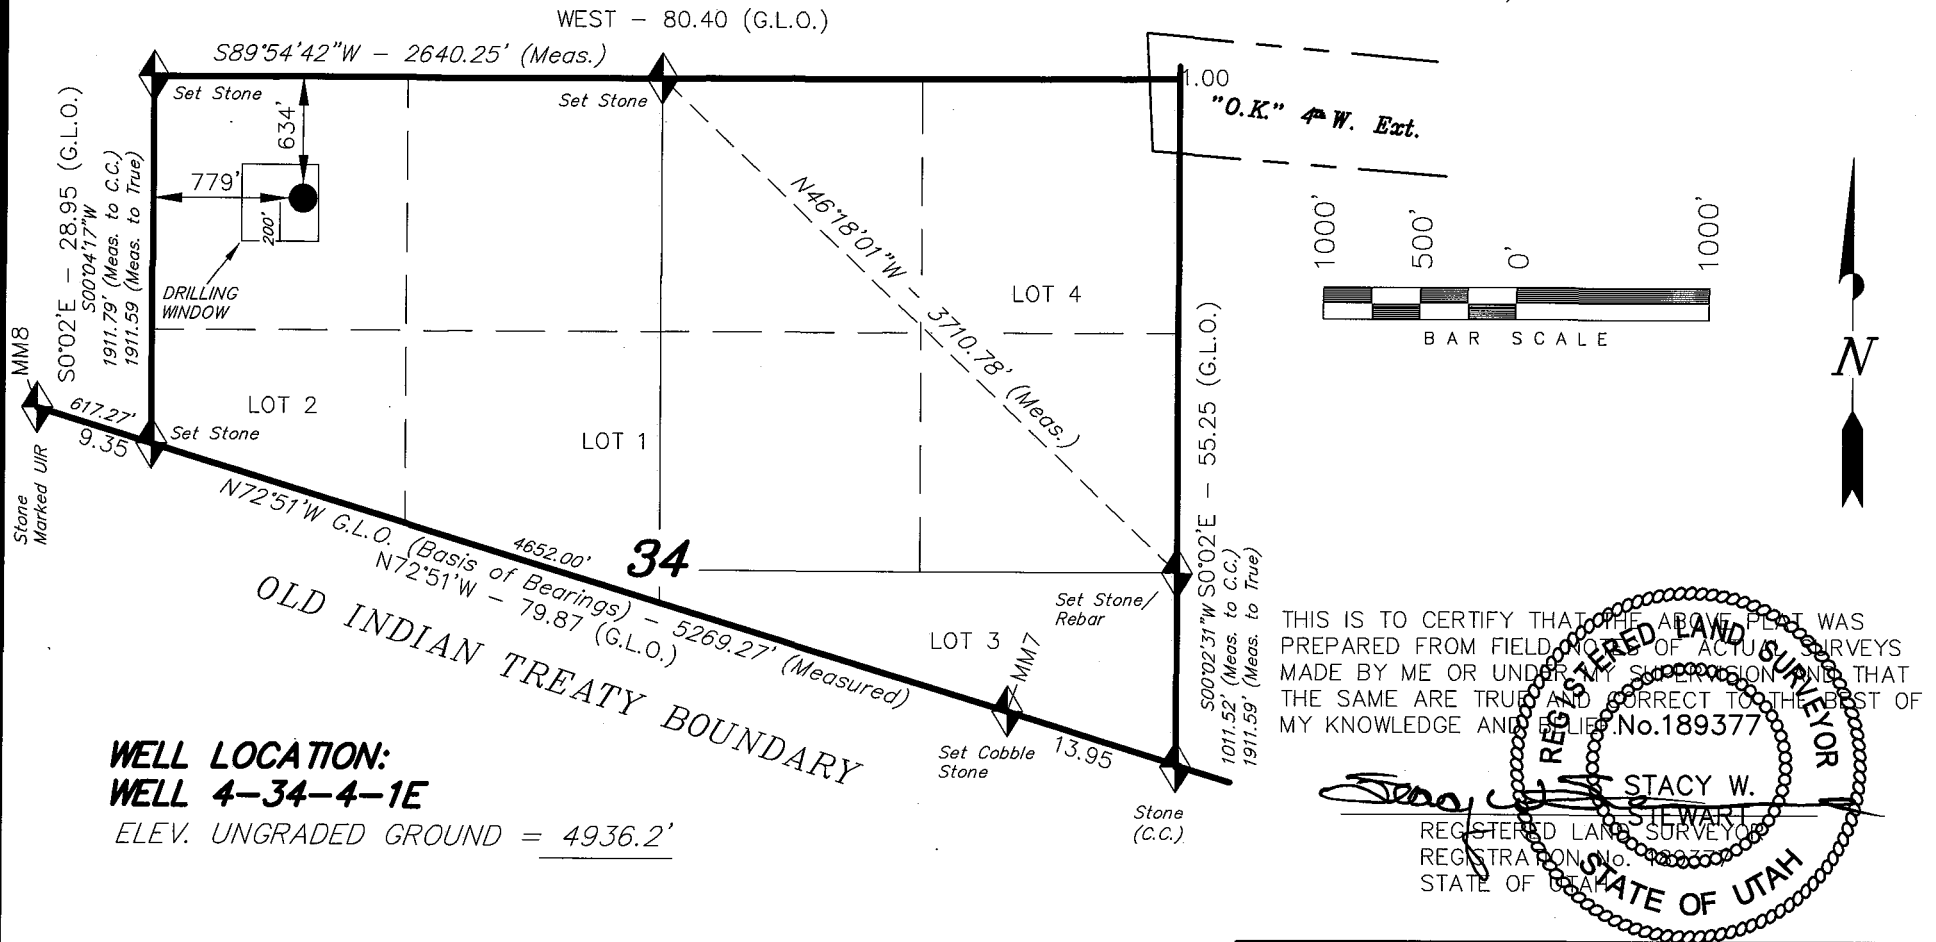 WEST – 80.40 (G.L.O.)
S89°54'42"W – 2640.25' (Meas.)
Set Stone
Set Stone
1.00
"O.K." 4th W. Ext.
634'
779'
200'
DRILLING
WINDOW
S0°02'E – 28.95 (G.L.O.)
S00°04'17"W
1911.79' (Meas. to C.C.)
1911.59 (Meas. to True)
MM8
617.27'
9.35
Stone
Marked UIR
Set Stone
LOT 2
LOT 1
LOT 4
N46°18'01"W – 3710.78' (Meas.)
1000'
500'
0'
1000'
BAR SCALE
N
S0°02'E – 55.25 (G.L.O.)
S00°02'31"W
1011.52' (Meas. to C.C.)
1911.59' (Meas. to True)
Set Stone/
Rebar
34
4652.00'
N72°51'W G.L.O. (Basis of Bearings) – 5269.27' (Measured)
N72°51'W – 79.87 (G.L.O.)
OLD INDIAN TREATY BOUNDARY
LOT 3
MM7
13.95
Set Cobble
Stone
Stone
(C.C.)
WELL LOCATION:
WELL 4–34–4–1E
ELEV. UNGRADED GROUND = 4936.2'
THIS IS TO CERTIFY THAT THE ABOVE PLAT WAS
PREPARED FROM FIELD NOTES OF ACTUAL SURVEYS
MADE BY ME OR UNDER MY SUPERVISION AND THAT
THE SAME ARE TRUE AND CORRECT TO THE BEST OF
MY KNOWLEDGE AND BELIEF.
REGISTERED LAND SURVEYOR
No.189377
STACY W.
STEWART
STATE OF UTAH
REGISTERED LAND SURVEYOR
REGISTRATION No. 189377
STATE OF UTAH